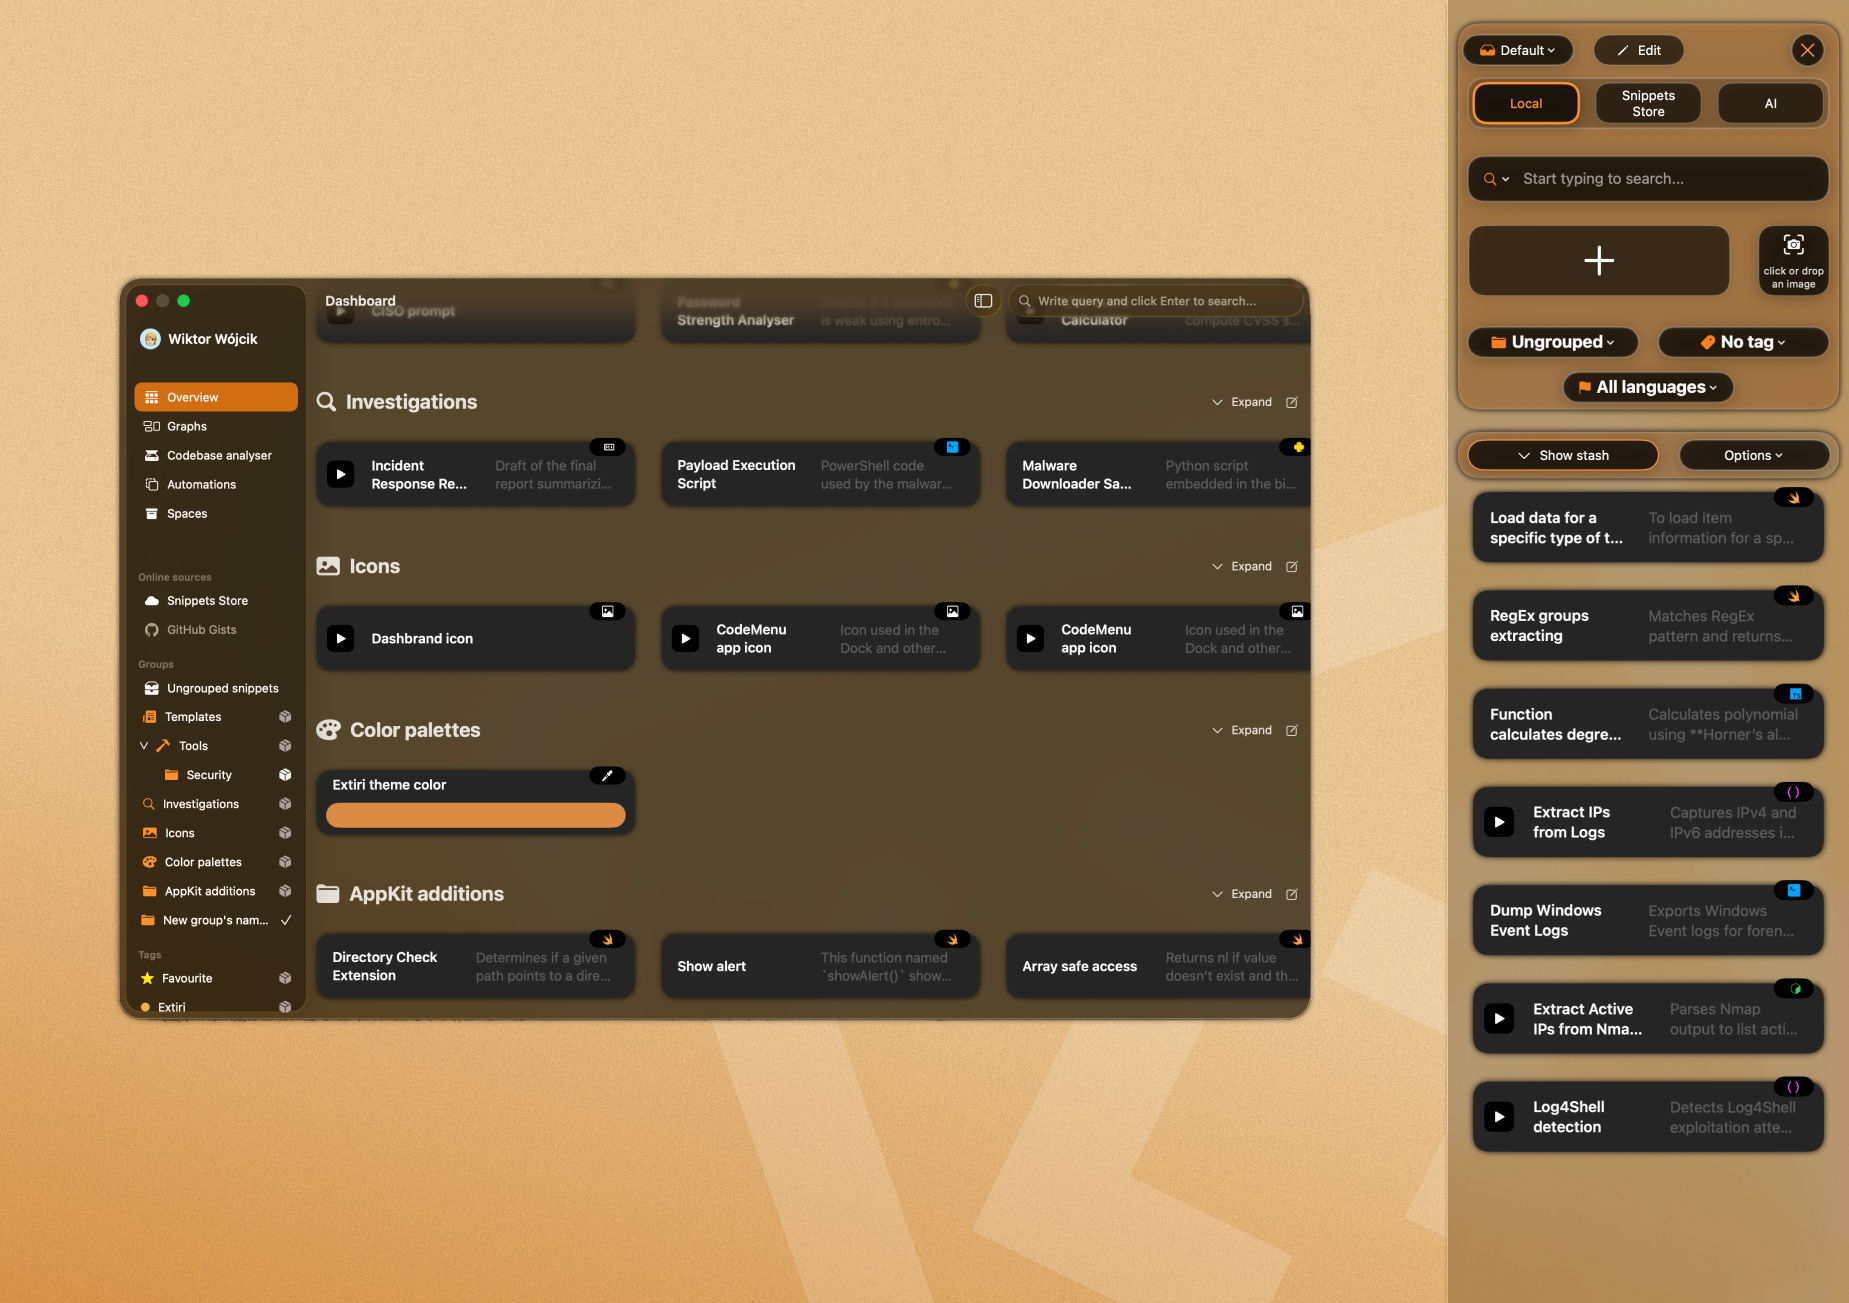 Wiktor Wójcik
Overview
Graphs
Codebase analyser
Automations
Spaces
Online sources
Snippets Store
GitHub Gists
Groups
Ungrouped snippets
Templates
Tools
Security
Investigations
Icons
Color palettes
AppKit additions
New group's nam...
Tags
Favourite
Extiri
Dashboard
Write query and click Enter to search...
CISO prompt
Password
Strength Analyser
Checks if a password
is weak using entro...
Calculator
compute CVSS s...
Investigations
Expand
Incident
Response Re...
Draft of the final
report summarizi...
Payload Execution
Script
PowerShell code
used by the malwar...
Malware
Downloader Sa...
Python script
embedded in the bi...
Icons
Expand
Dashbrand icon
CodeMenu
app icon
Icon used in the
Dock and other...
CodeMenu
app icon
Icon used in the
Dock and other...
Color palettes
Expand
Extiri theme color
AppKit additions
Expand
Directory Check
Extension
Determines if a given
path points to a dire...
Show alert
This function named
`showAlert()` show...
Array safe access
Returns nl if value
doesn't exist and th...
Default
Edit
Local
Snippets
Store
AI
Start typing to search...
click or drop
an image
Ungrouped
No tag
All languages
Show stash
Options
Load data for a
specific type of t...
To load item
information for a sp...
RegEx groups
extracting
Matches RegEx
pattern and returns...
TS
Function
calculates degre...
Calculates polynomial
using **Horner's al...
( )
Extract IPs
from Logs
Captures IPv4 and
IPv6 addresses i...
Dump Windows
Event Logs
Exports Windows
Event logs for foren...
Extract Active
IPs from Nma...
Parses Nmap
output to list acti...
( )
Log4Shell
detection
Detects Log4Shell
exploitation atte...